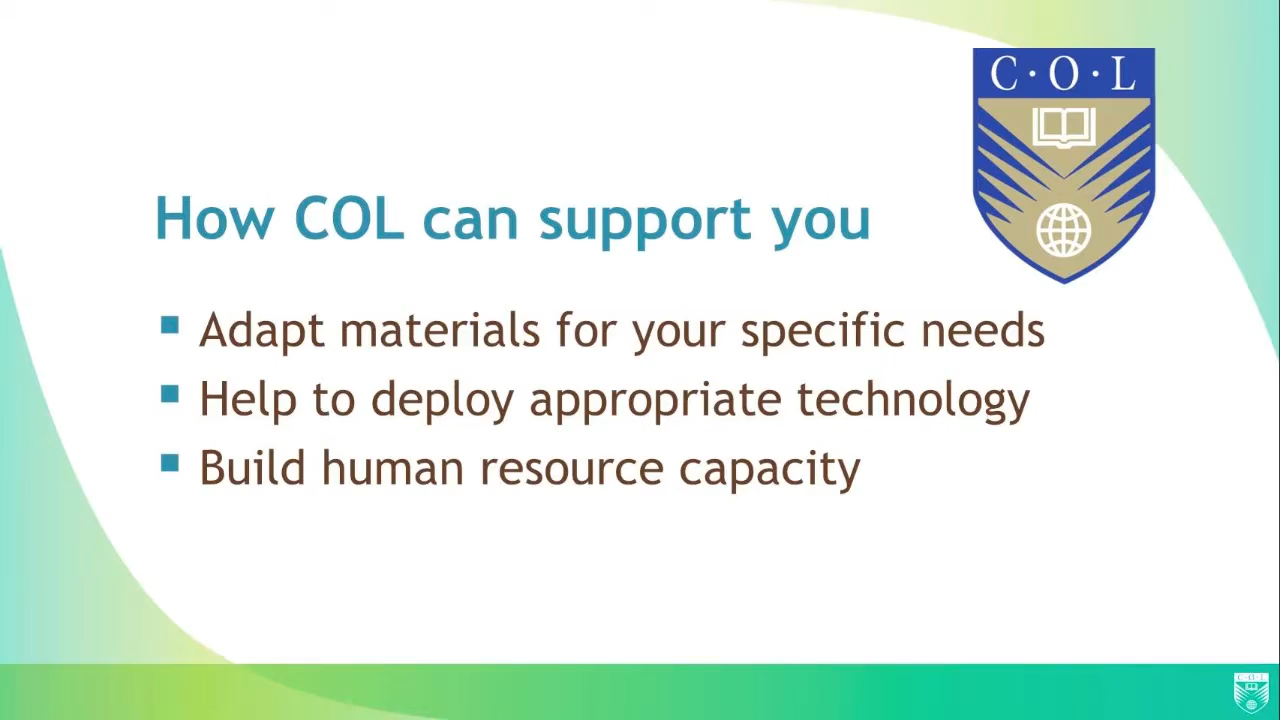 C·O·L
How COL can support you
Adapt materials for your specific needs
Help to deploy appropriate technology
Build human resource capacity
C·O·L